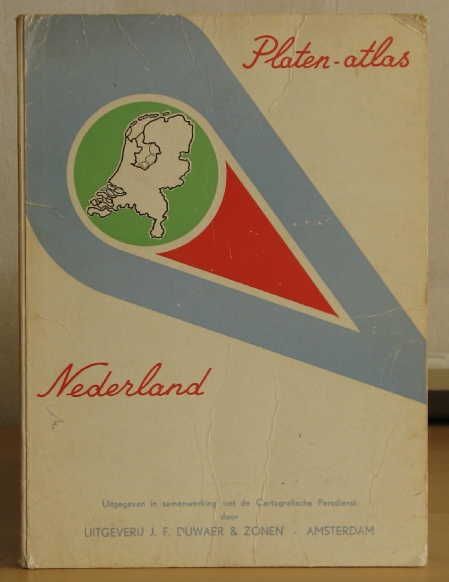 Platen-atlas
Nederland
Uitgegeven in samenwerking met de Cartografische Persdienst
door
UITGEVERIJ J. F. DUWAER & ZONEN - AMSTERDAM